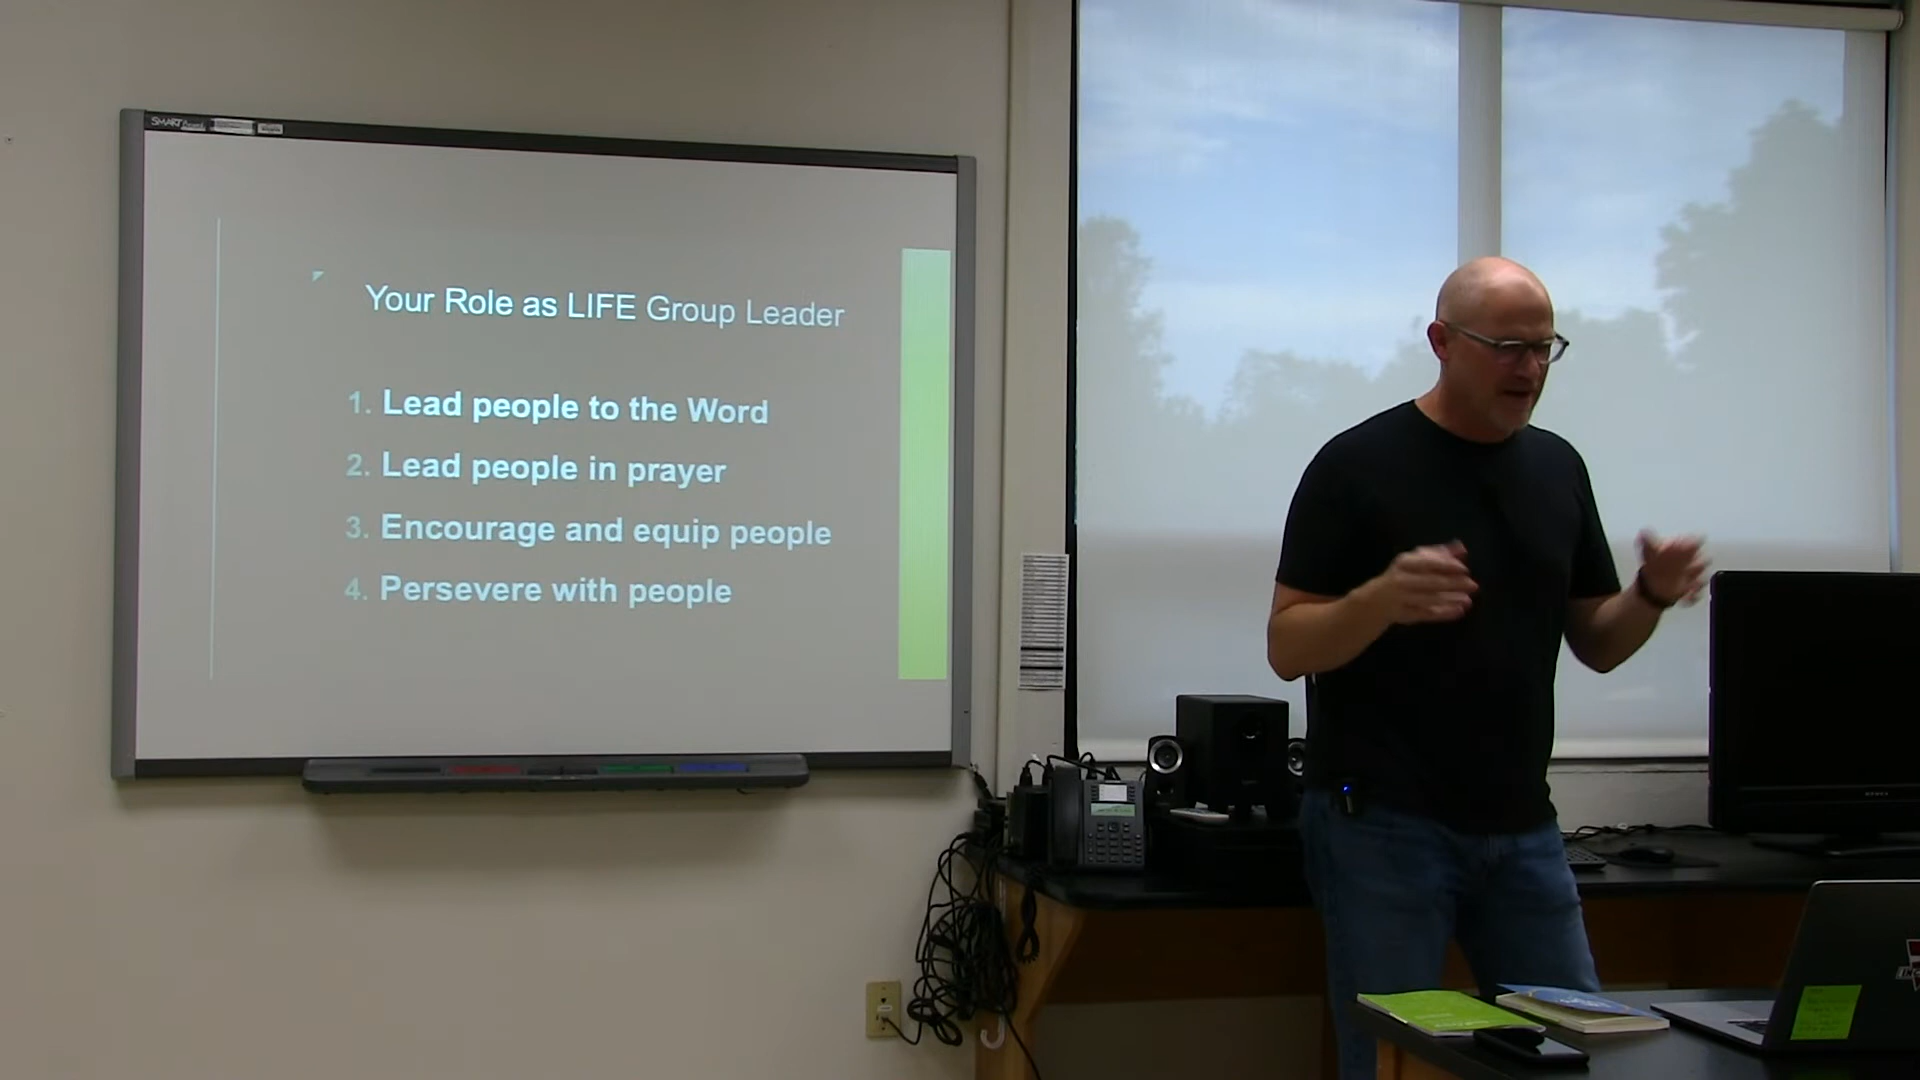 SMART
Your Role as LIFE Group Leader
1. Lead people to the Word
2. Lead people in prayer
3. Encourage and equip people
4. Persevere with people